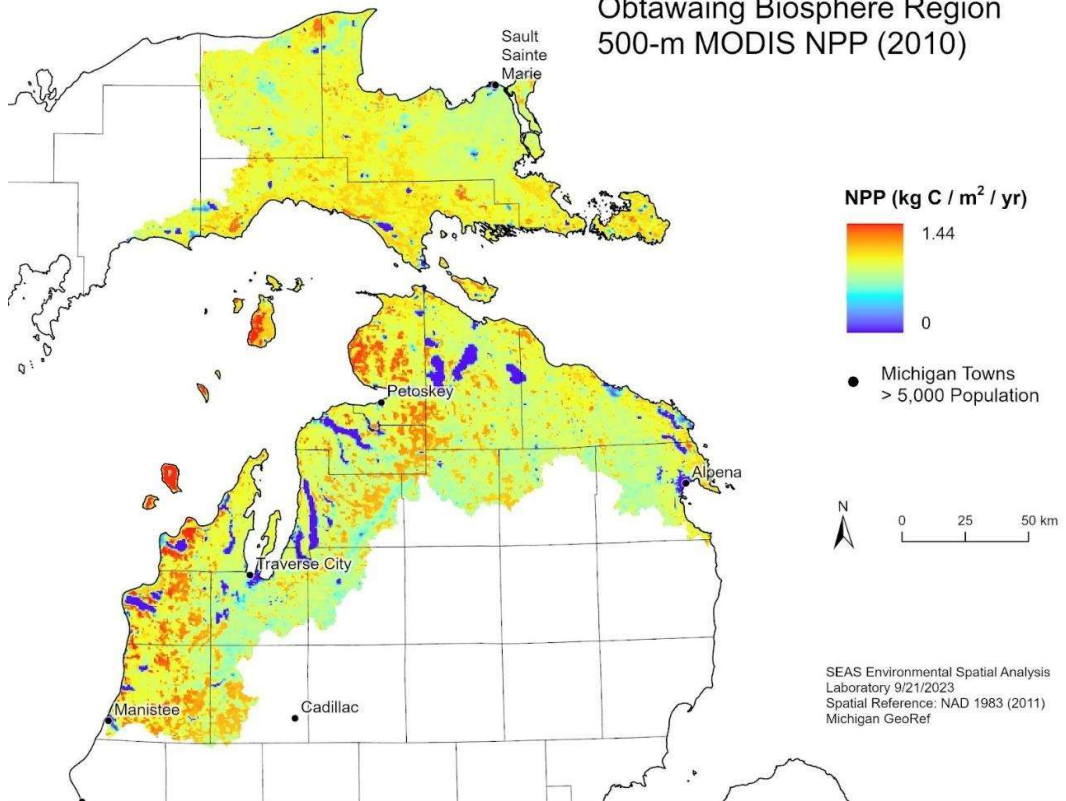 Obtawaing Biosphere Region
500-m MODIS NPP (2010)
Sault
Sainte
Marie
NPP (kg C / m² / yr)
1.44
0
Michigan Towns
> 5,000 Population
Petoskey
Alpena
N
0 25 50 km
Traverse City
SEAS Environmental Spatial Analysis
Laboratory 9/21/2023
Spatial Reference: NAD 1983 (2011)
Michigan GeoRef
Manistee
Cadillac